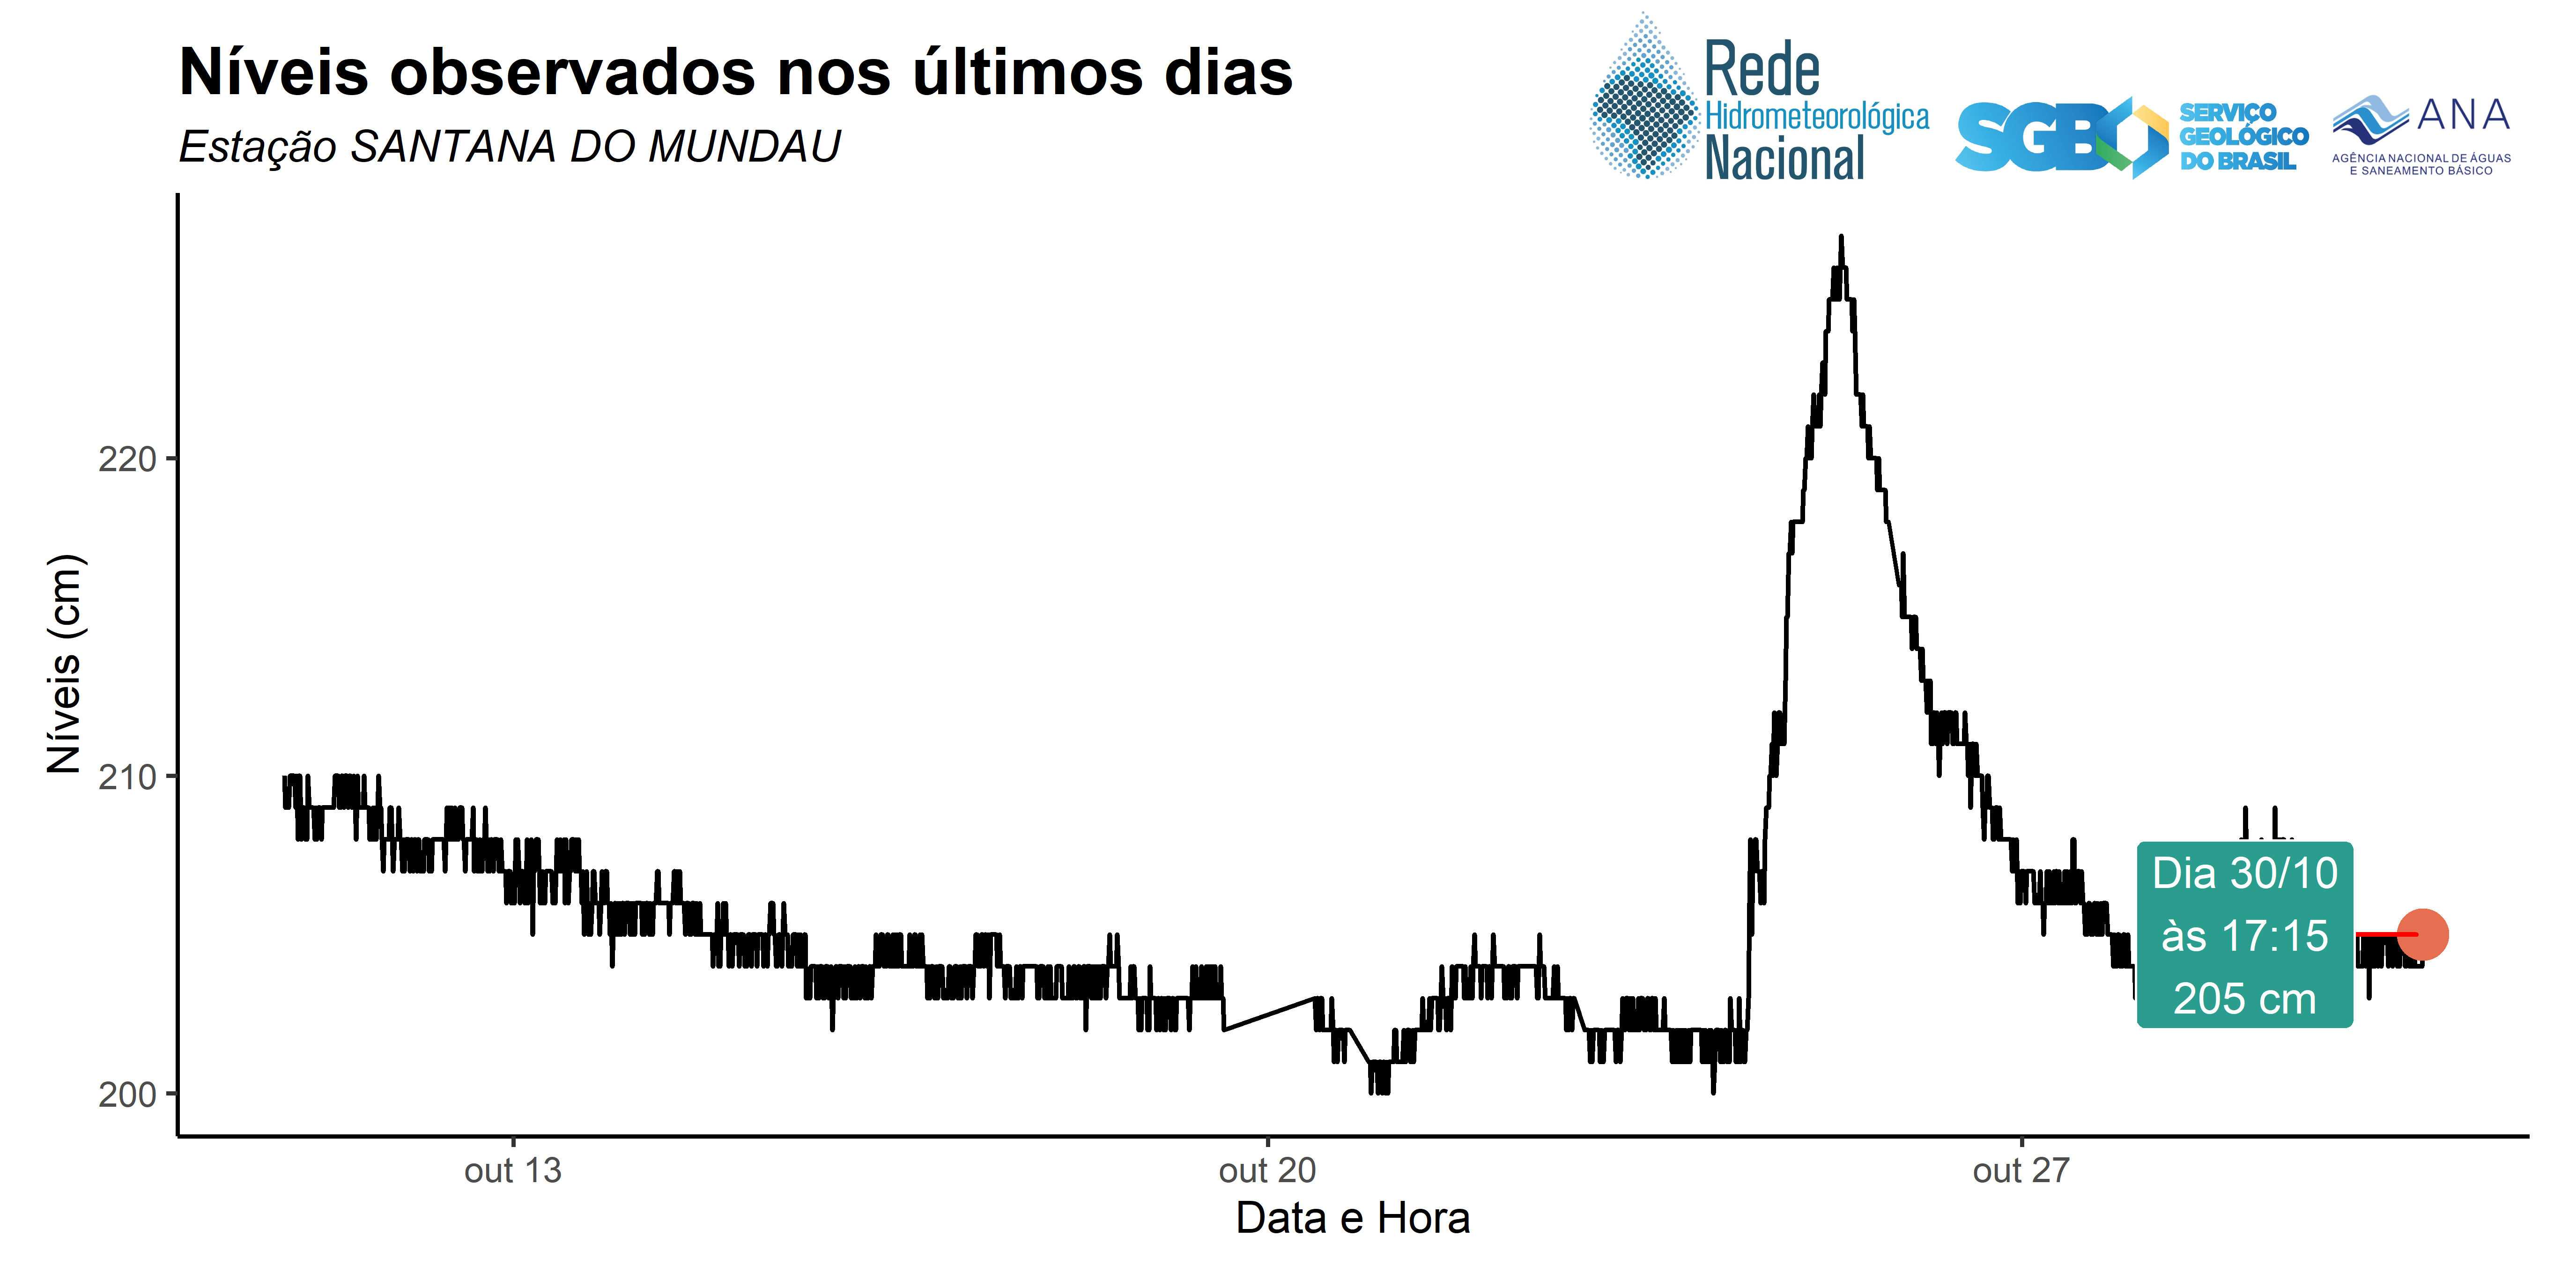 Níveis observados nos últimos dias
Estação SANTANA DO MUNDAU
Rede
Hidrometeorológica
Nacional
SGB
SERVIÇO
GEOLÓGICO
DO BRASIL
ANA
AGÊNCIA NACIONAL DE ÁGUAS
E SANEAMENTO BÁSICO
Níveis (cm)
220
210
200
Dia 30/10
às 17:15
205 cm
out 13
out 20
out 27
Data e Hora